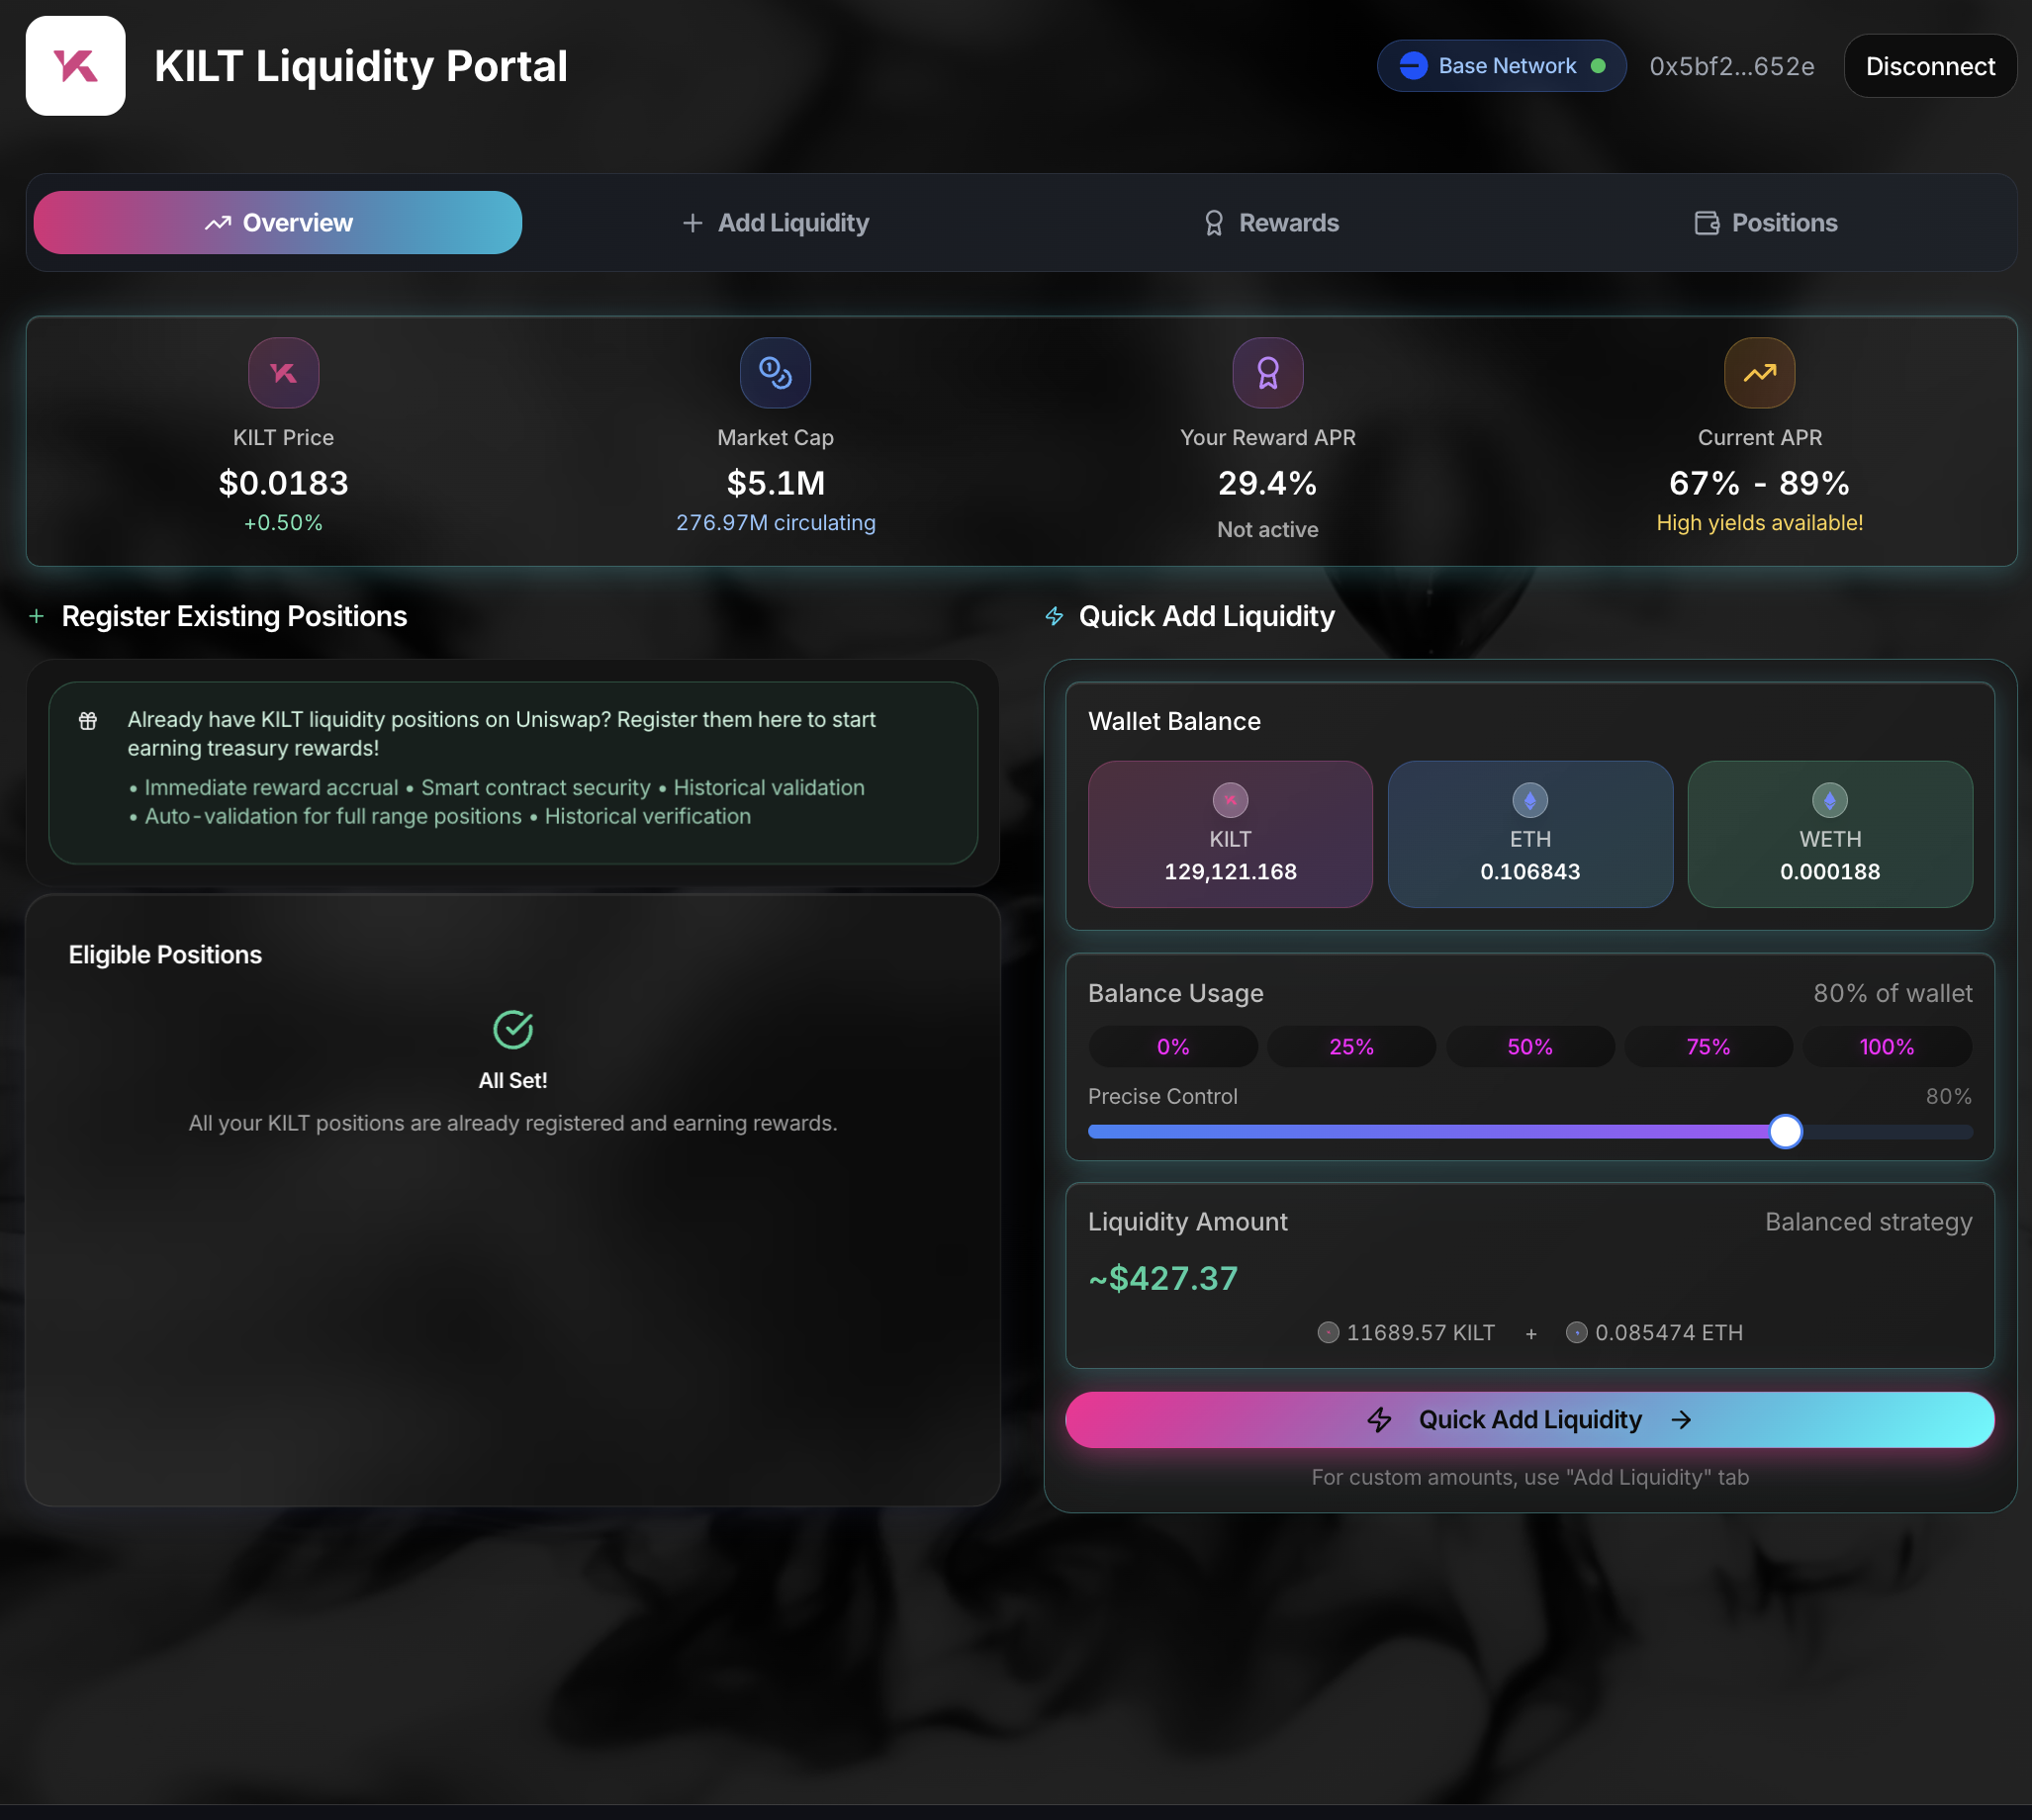 KILT Liquidity Portal
Base Network
0x5bf2...652e
Disconnect
Overview
Add Liquidity
Rewards
Positions
KILT Price
$0.0183
+0.50%
Market Cap
$5.1M
276.97M circulating
Your Reward APR
29.4%
Not active
Current APR
67% - 89%
High yields available!
Register Existing Positions
Already have KILT liquidity positions on Uniswap? Register them here to start
earning treasury rewards!
• Immediate reward accrual • Smart contract security • Historical validation
• Auto-validation for full range positions • Historical verification
Eligible Positions
All Set!
All your KILT positions are already registered and earning rewards.
Quick Add Liquidity
Wallet Balance
KILT
129,121.168
ETH
0.106843
WETH
0.000188
Balance Usage
80% of wallet
0%
25%
50%
75%
100%
Precise Control
80%
Liquidity Amount
Balanced strategy
~$427.37
11689.57 KILT + 0.085474 ETH
Quick Add Liquidity
For custom amounts, use "Add Liquidity" tab